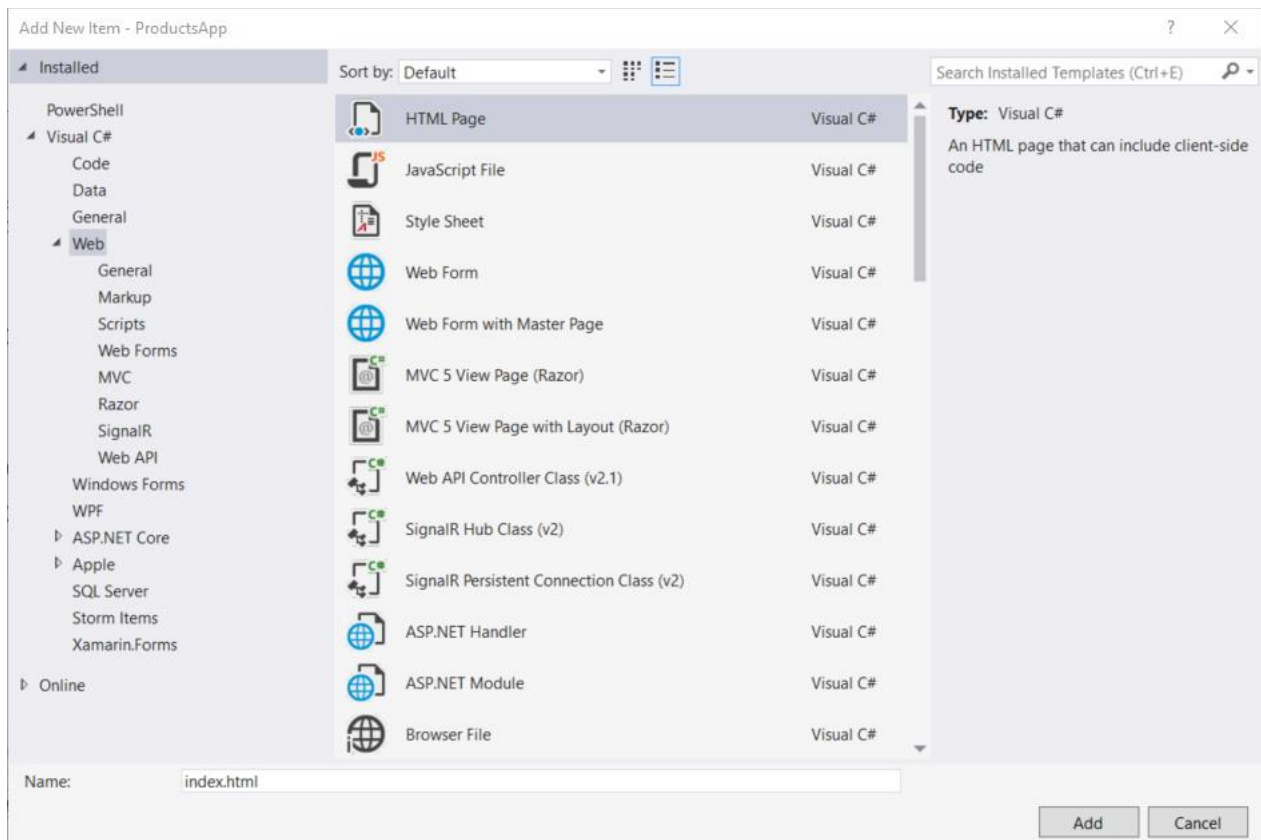 Add New Item - ProductsApp
?
Installed
PowerShell
Visual C#
Code
Data
General
Web
General
Markup
Scripts
Web Forms
MVC
Razor
SignalR
Web API
Windows Forms
WPF
ASP.NET Core
Apple
SQL Server
Storm Items
Xamarin.Forms
Online
Sort by: Default
HTML Page Visual C#
JS
JavaScript File Visual C#
A
Style Sheet Visual C#
Web Form Visual C#
Web Form with Master Page Visual C#
C#
@
MVC 5 View Page (Razor) Visual C#
C#
@
MVC 5 View Page with Layout (Razor) Visual C#
C#
Web API Controller Class (v2.1) Visual C#
C#
SignalR Hub Class (v2) Visual C#
C#
SignalR Persistent Connection Class (v2) Visual C#
ASP.NET Handler Visual C#
ASP.NET Module Visual C#
Browser File Visual C#
Search Installed Templates (Ctrl+E)
Type: Visual C#
An HTML page that can include client-side
code
Name: index.html
Add Cancel